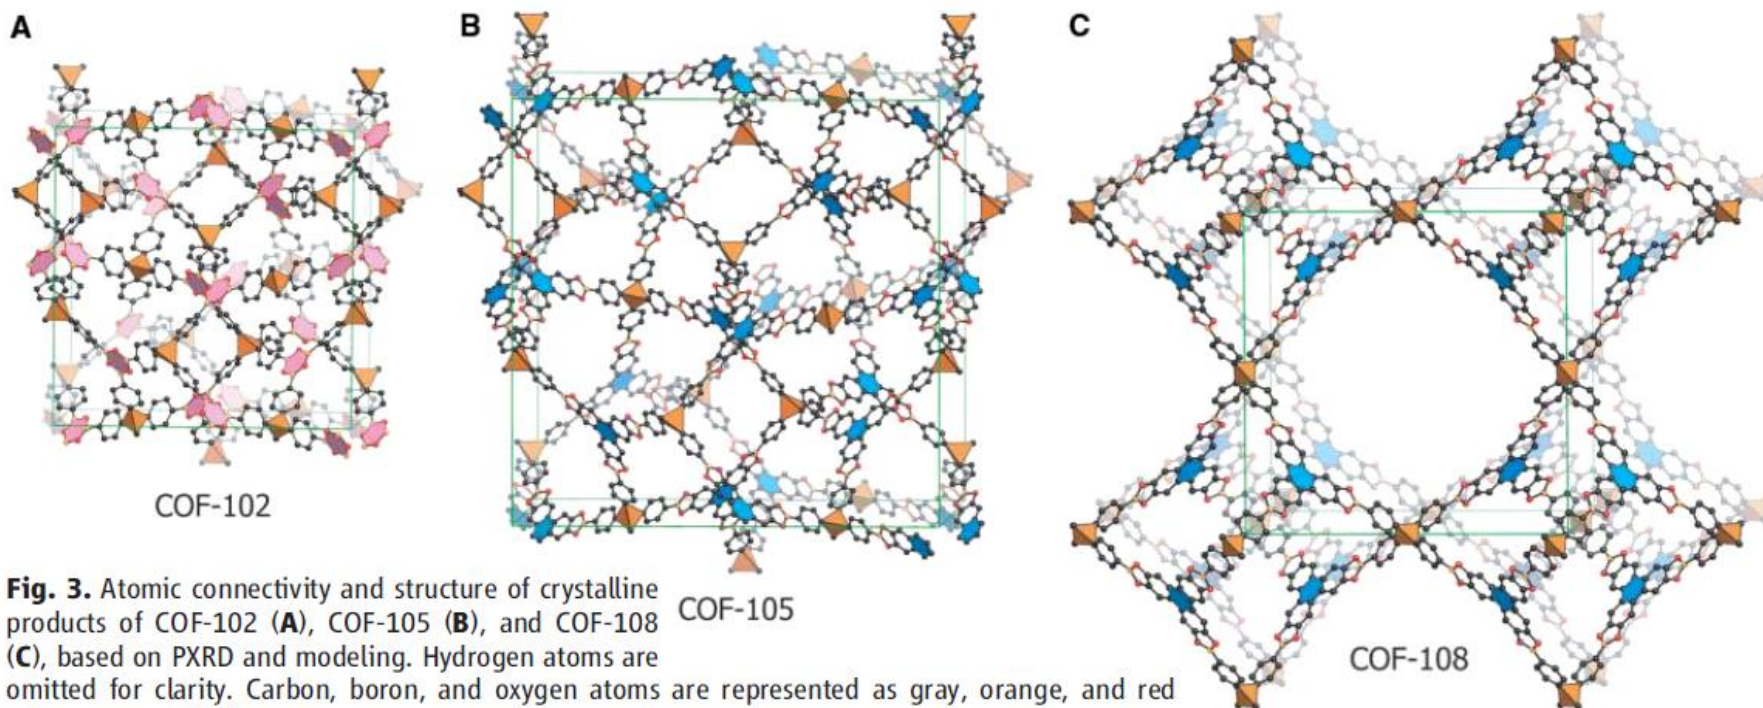 A
B
C
COF-102
COF-105
COF-108
Fig. 3. Atomic connectivity and structure of crystalline
products of COF-102 (A), COF-105 (B), and COF-108
(C), based on PXRD and modeling. Hydrogen atoms are
omitted for clarity. Carbon, boron, and oxygen atoms are represented as gray, orange, and red